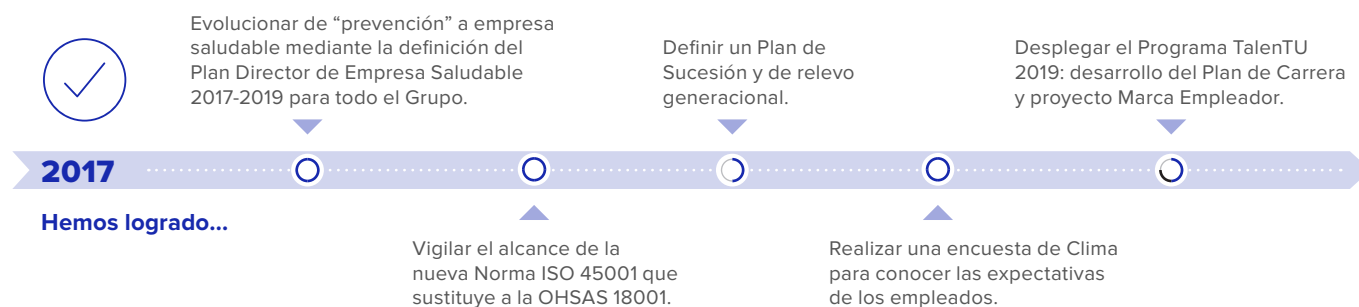 Evolucionar de “prevención” a empresa
saludable mediante la definición del
Plan Director de Empresa Saludable
2017-2019 para todo el Grupo.
Definir un Plan de
Sucesión y de relevo
generacional.
Desplegar el Programa TalenTU
2019: desarrollo del Plan de Carrera
y proyecto Marca Empleador.
2017
Hemos logrado...
Vigilar el alcance de la
nueva Norma ISO 45001 que
sustituye a la OHSAS 18001.
Realizar una encuesta de Clima
para conocer las expectativas
de los empleados.